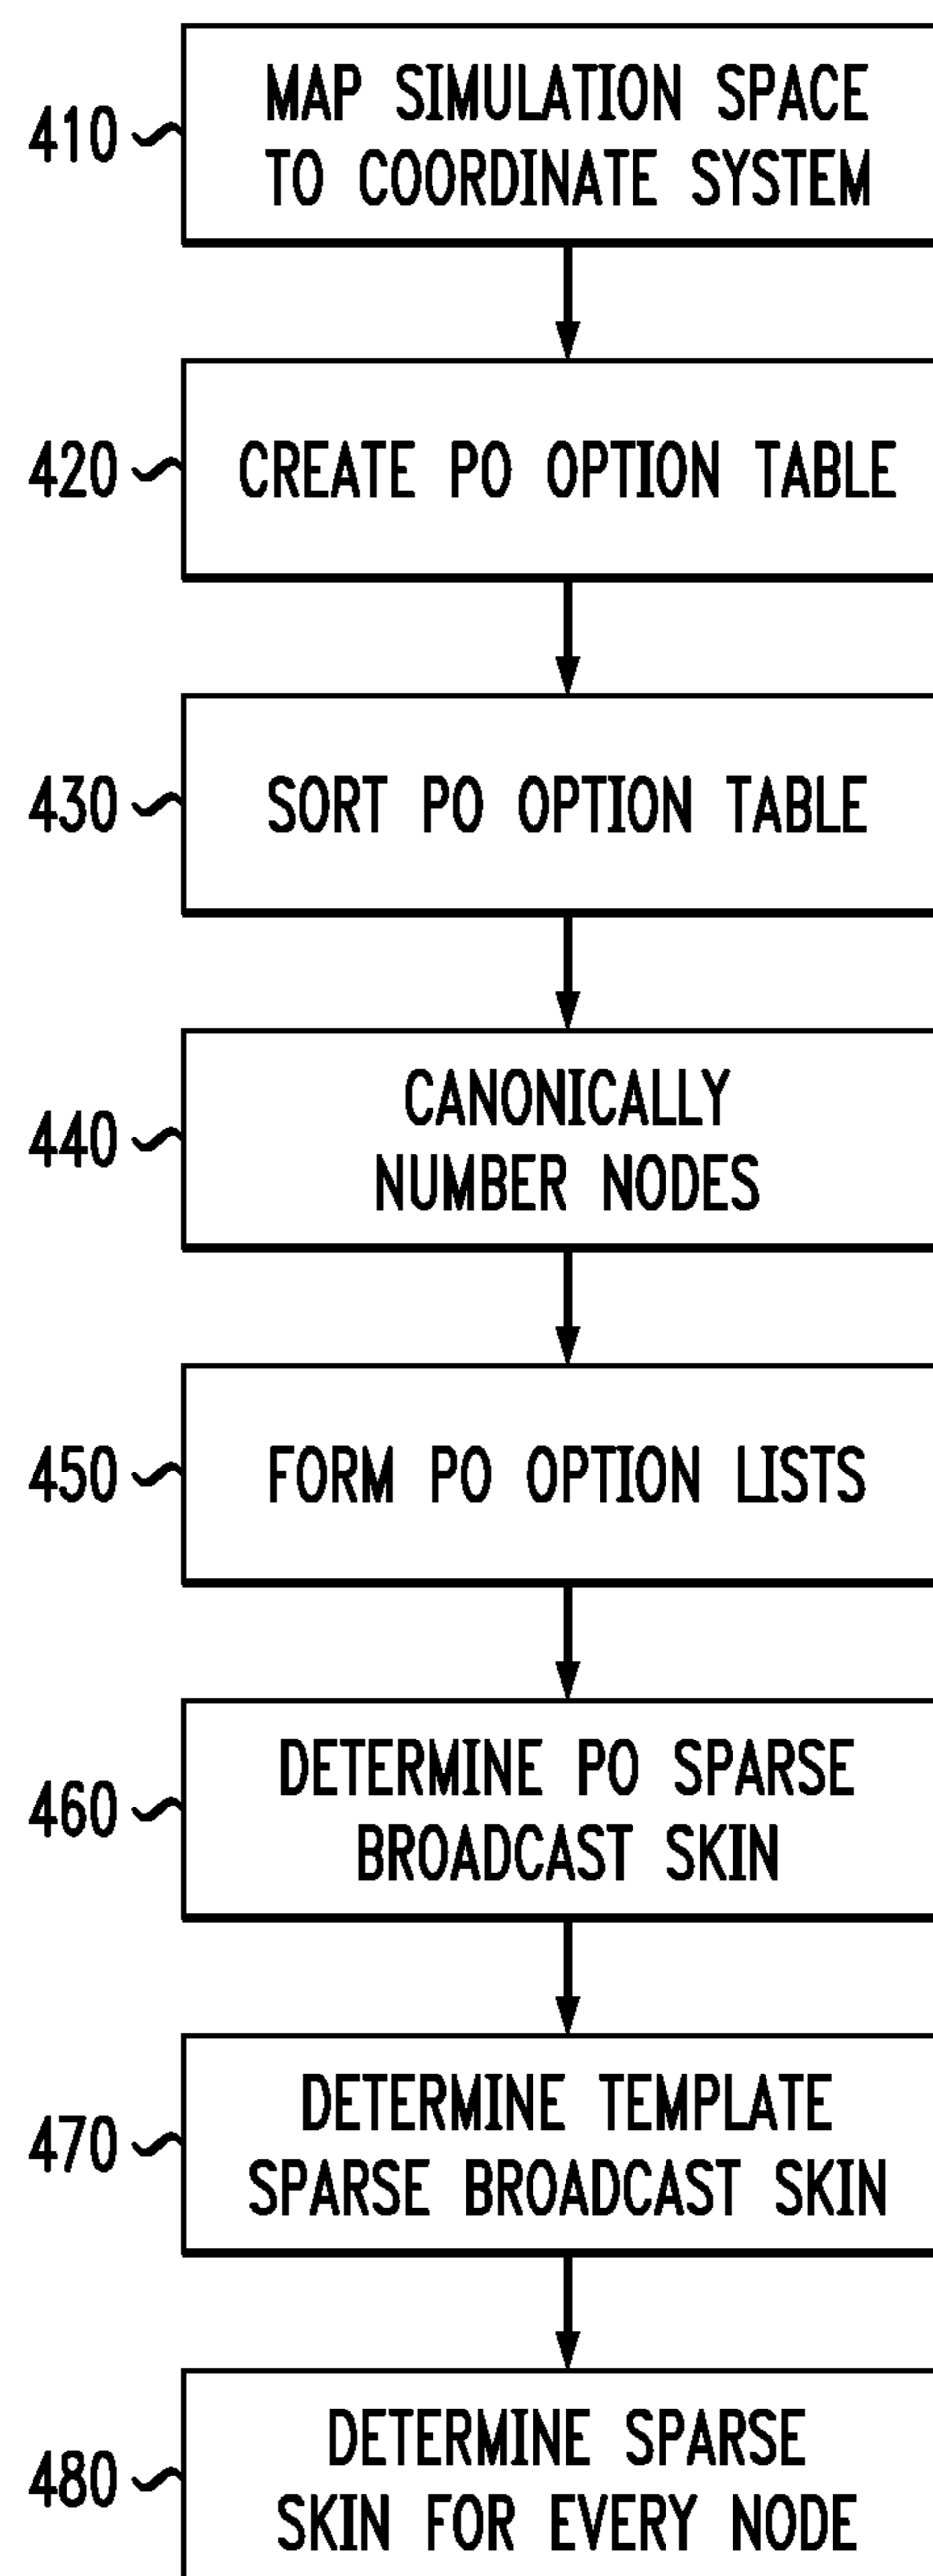 410
MAP SIMULATION SPACE
TO COORDINATE SYSTEM
420
CREATE PO OPTION TABLE
430
SORT PO OPTION TABLE
440
CANONICALLY
NUMBER NODES
450
FORM PO OPTION LISTS
460
DETERMINE PO SPARSE
BROADCAST SKIN
470
DETERMINE TEMPLATE
SPARSE BROADCAST SKIN
480
DETERMINE SPARSE
SKIN FOR EVERY NODE